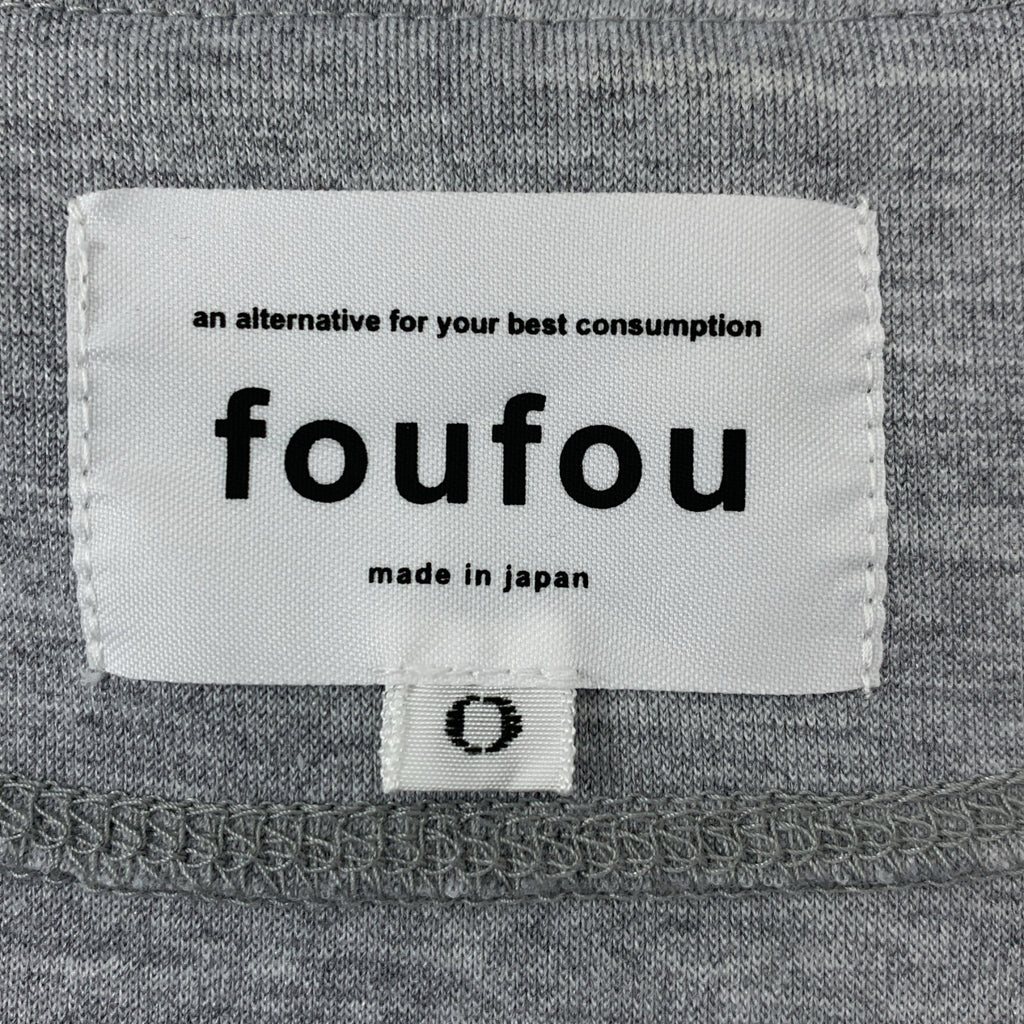 an alternative for your best consumption
foufou
made in japan
0